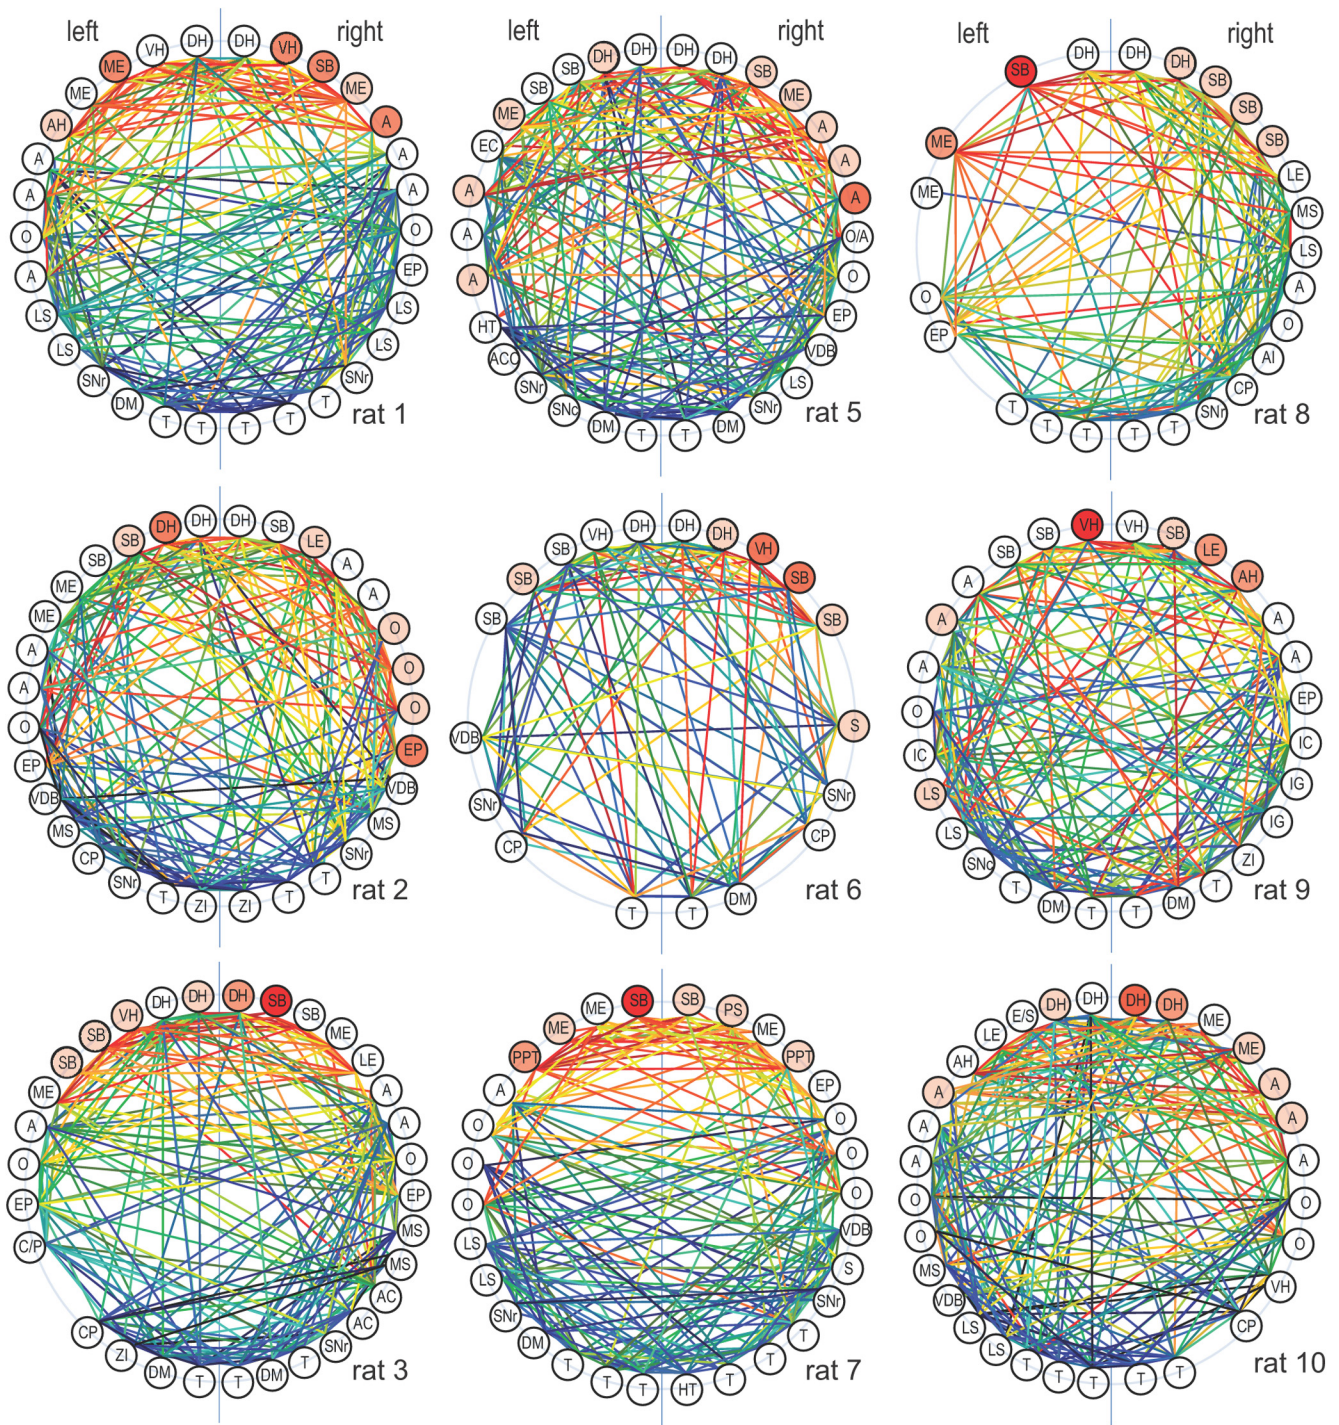 left right
ME VH DH DH VH SB
ME ME
AH A
A A
A A
O O
A EP
LS LS
LS LS
SNr SNr
DM T T T T T T
rat 1
left right
SB DH DH DH DH SB
SB ME
ME A
EC A
A A
A O/A
A O
HT EP
ACC VDB
SNr LS
SNc SNr
DM T T DM
rat 5
left right
SB DH DH DH SB
SB
ME SB
ME LE
MS
LS
O A
EP O
AI
CP
T T T T T SNr
rat 8
SB DH DH DH SB LE
SB A
ME A
ME O
A O
A O
O EP
EP VDB
VDB MS
MS SNr
CP T
SNr T ZI ZI T
rat 2
SB VH DH DH DH VH
SB SB
SB SB
VDB S
SNr SNr
CP CP
T T DM
rat 6
SB VH VH SB LE
SB AH
A A
A A
A EP
O IC
IC IG
LS IG
LS ZI
SNc T
T DM T T DM
rat 9
VH DH DH DH SB SB
SB ME
SB LE
ME A
A A
O O
EP EP
C/P MS
MS
AC
CP AC
ZI SNr
DM T T DM T
rat 3
ME SB SB PS
ME ME
PPT PPT
A EP
O O
O O
O O
LS VDB
LS S
SNr SNr
DM T
T T T HT T T
rat 7
E/S DH DH DH DH ME
LE ME
AH A
A A
A A
A O
O O
O VH
MS CP
VDB
LS
LS T T T T T
rat 10